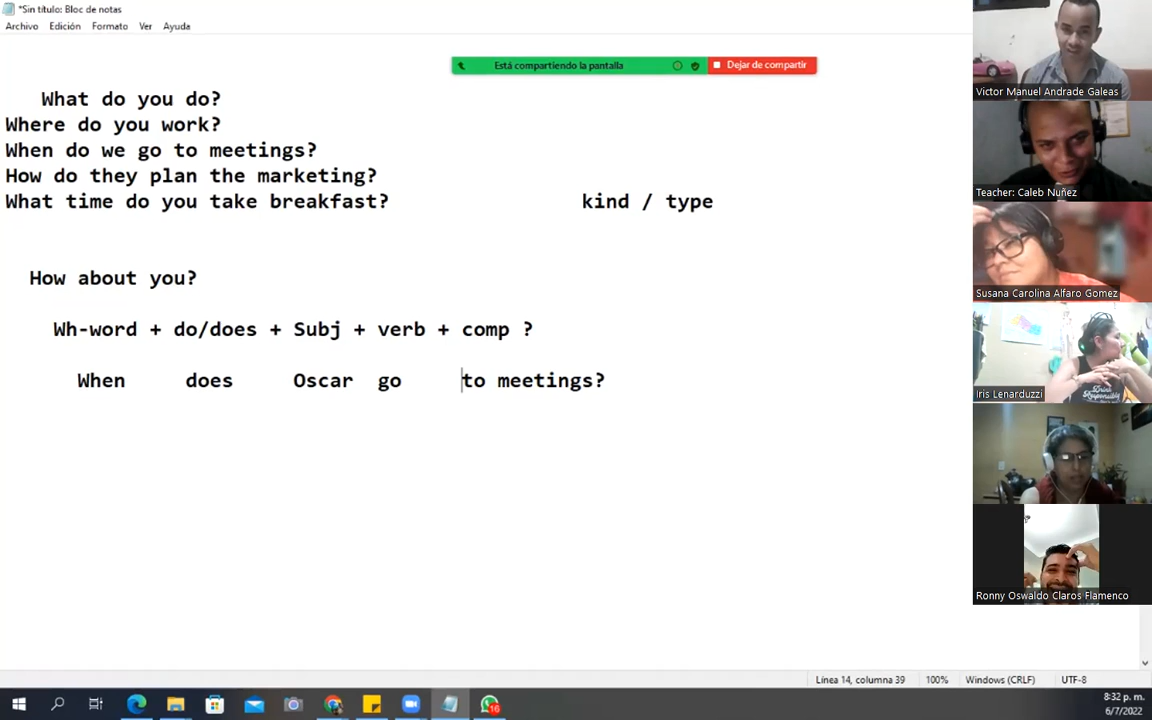 *Sin título: Bloc de notas
Archivo Edición Formato Ver Ayuda
Está compartiendo la pantalla Dejar de compartir
What do you do?
Where do you work?
When do we go to meetings?
How do they plan the marketing?
What time do you take breakfast? kind / type
How about you?
Wh-word + do/does + Subj + verb + comp ?
When does Oscar go to meetings?
Victor Manuel Andrade Galeas
Teacher: Caleb Nuñez
Susana Carolina Alfaro Gomez
Iris Lenarduzzi
Ronny Oswaldo Claros Flamenco
Línea 14, columna 39 100% Windows (CRLF) UTF-8
16
8:32 p. m.
6/7/2022